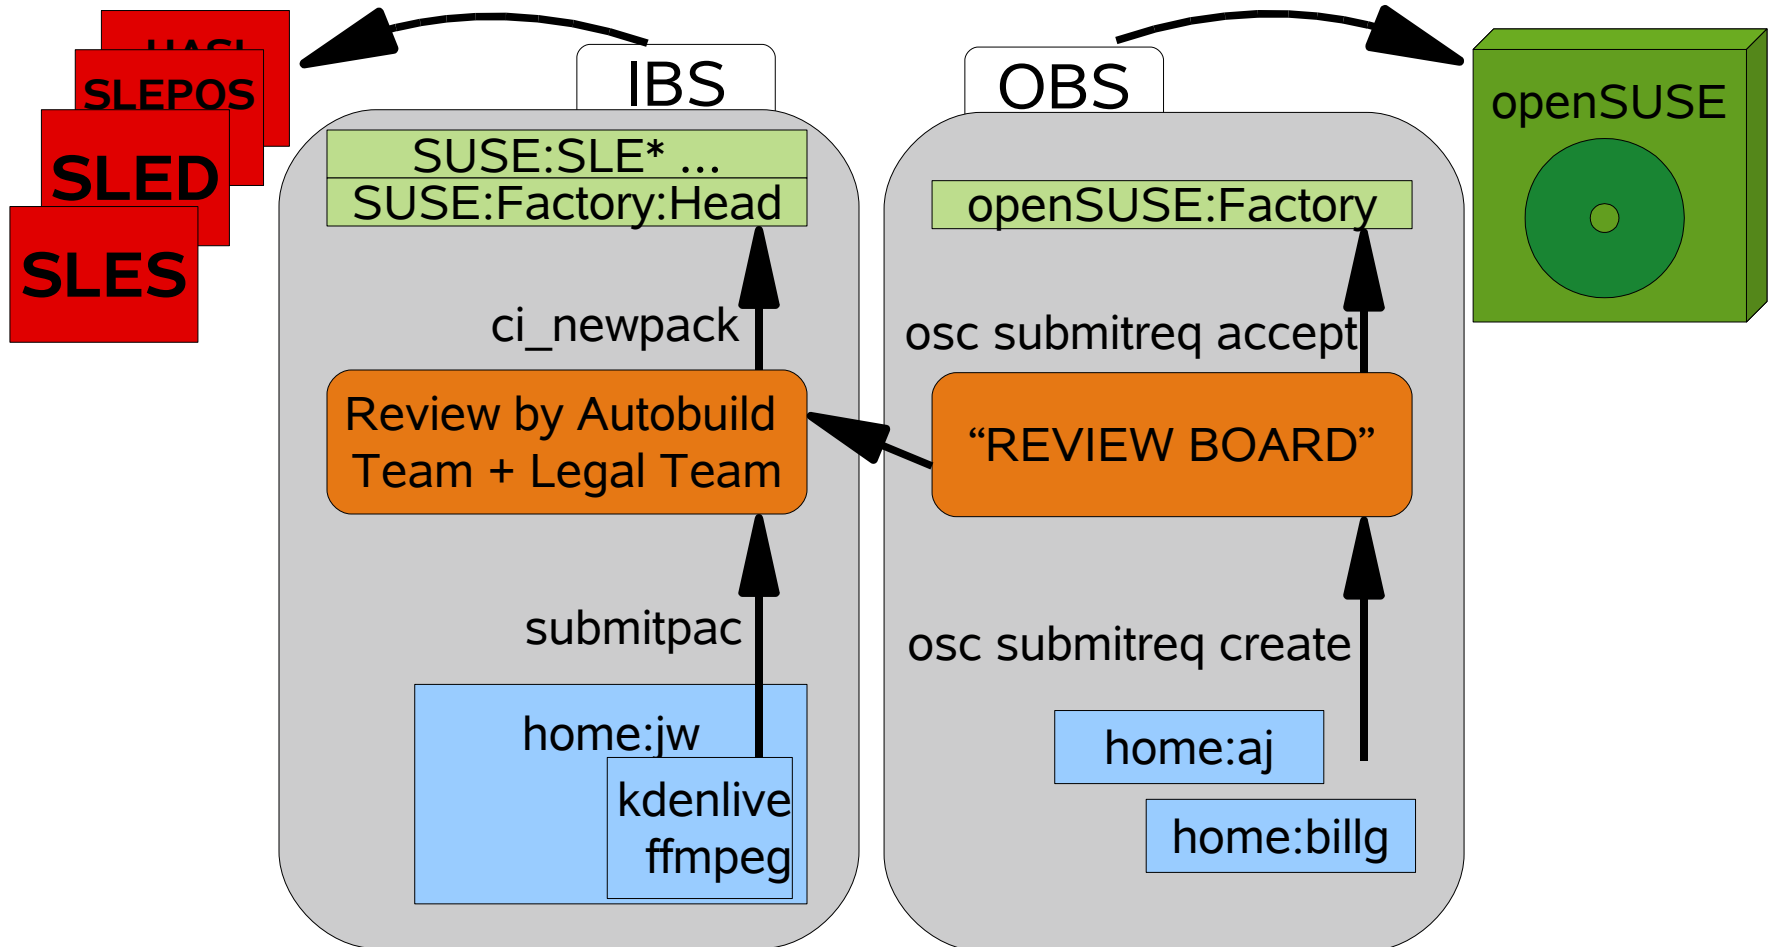 SLEPOS
SLED
SLES
IBS
SUSE:SLE* ...
SUSE:Factory:Head
ci_newpack
Review by Autobuild
Team + Legal Team
submitpac
home:jw
kdenlive
ffmpeg
OBS
openSUSE:Factory
osc submitreq accept
“REVIEW BOARD”
osc submitreq create
home:aj
home:billg
openSUSE